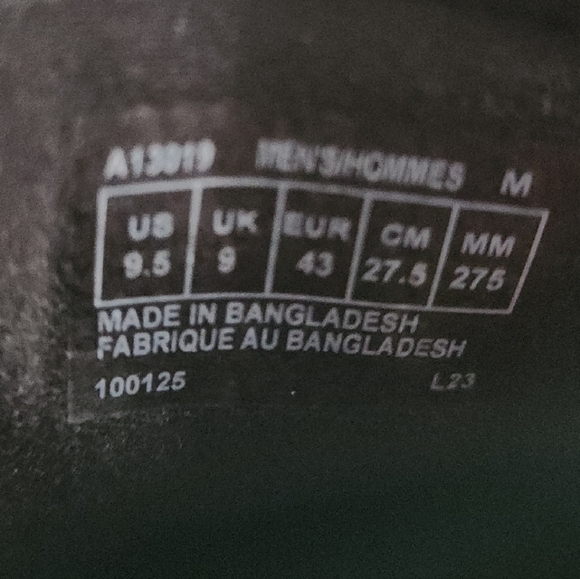 A13919 MEN'S/HOMMES M
US UK EUR CM MM
9.5 9 43 27.5 275
MADE IN BANGLADESH
FABRIQUE AU BANGLADESH
100125 L23